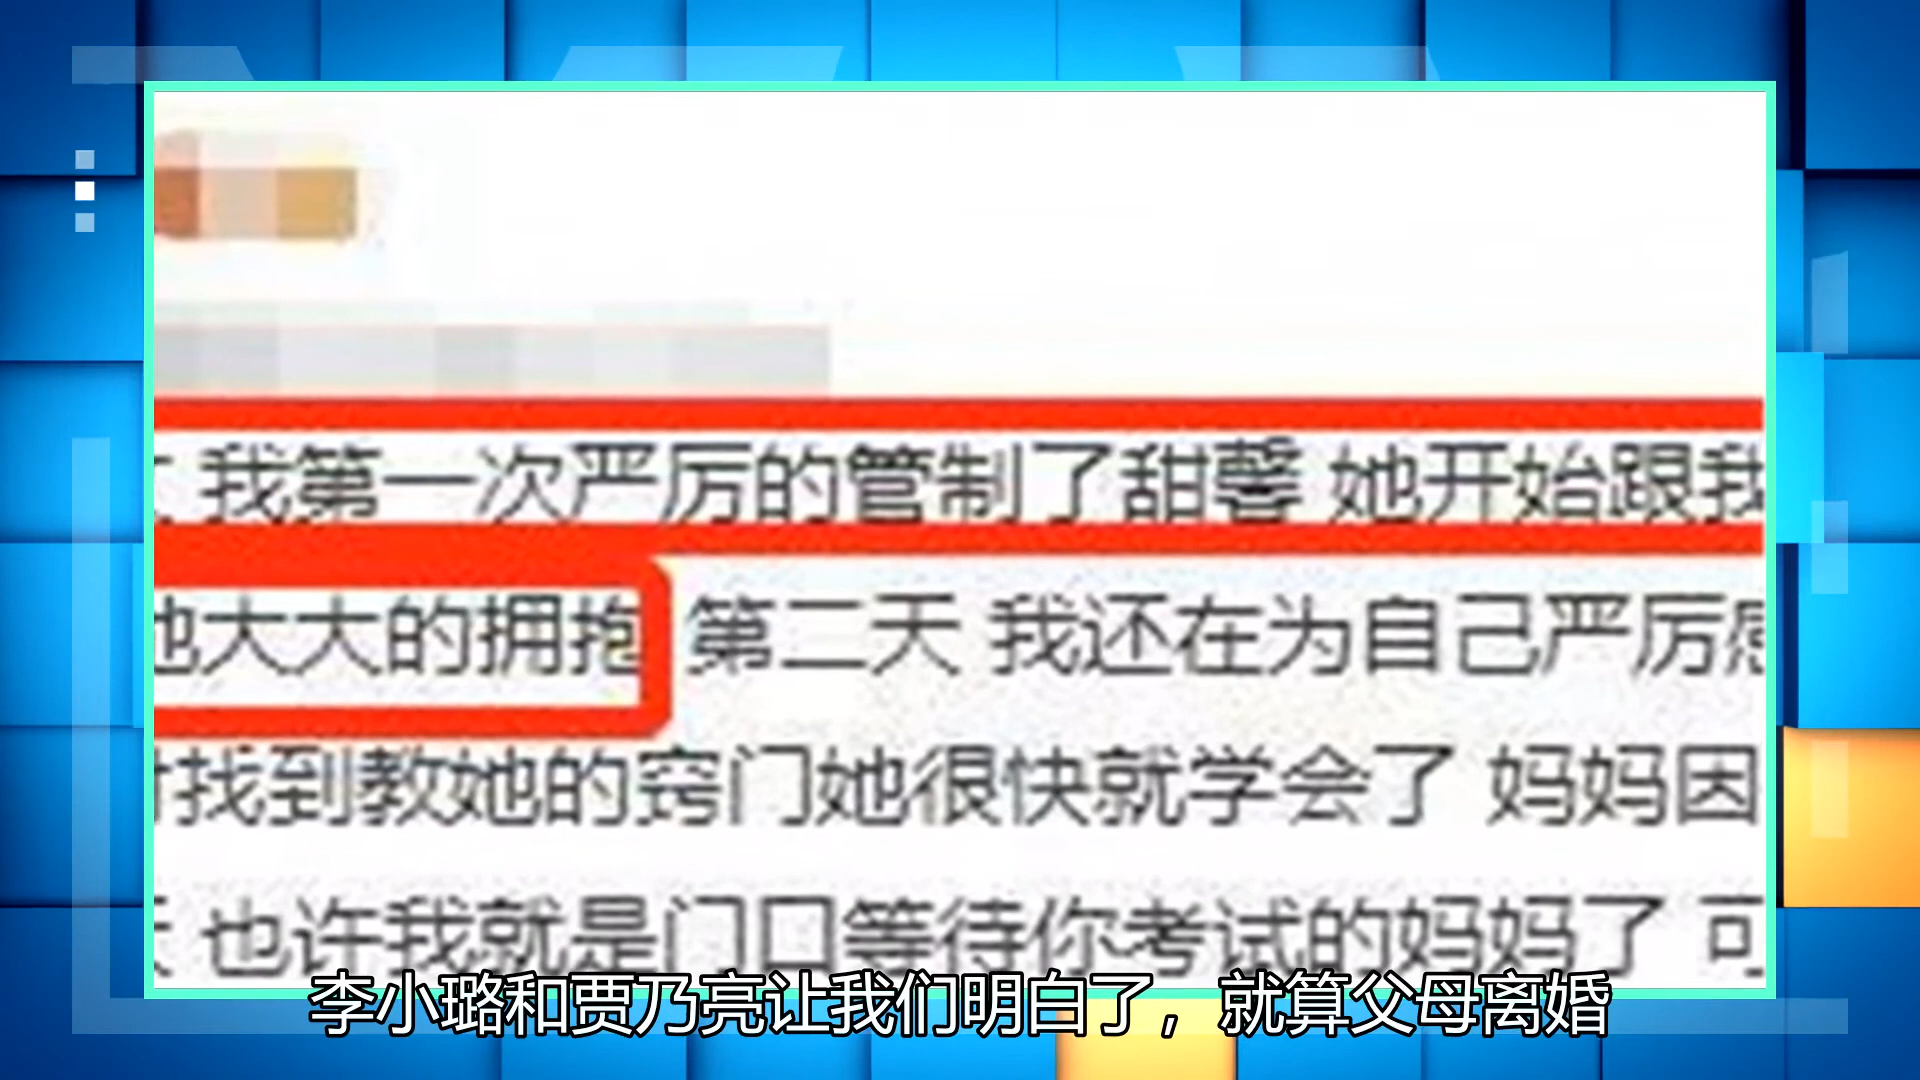 我第一次严厉的管制了甜馨 她开始跟我
她大大的拥抱 第二天 我还在为自己严厉感
找到教她的窍门她很快就学会了 妈妈因
也许我就是门口等待你考试的妈妈了 可
李小璐和贾乃亮让我们明白了，就算父母离婚